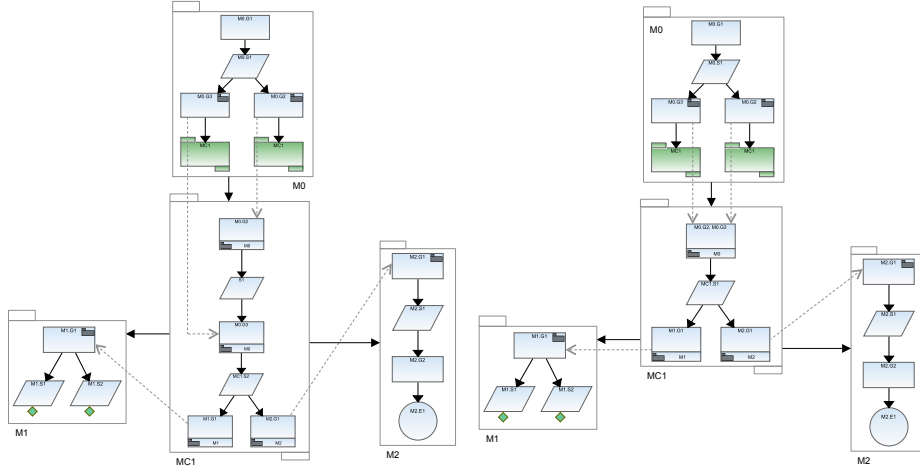 M0.G1
M0.S1
M0.G3
M0.G2
MC1
MC1
M0
M0.G2
M0
S1
M0.G3
M0
MC1.S2
M1.G1
M1
M2.G1
M2
MC1
M1.G1
M1.S1
M1.S2
M1
M2.G1
M2.S1
M2.G2
M2.E1
M2
M0
M0.G1
M0.S1
M0.G3
M0.G2
MC1
MC1
M0.G2, M0.G3
M0
MC1.S1
M1.G1
M1
M2.G1
M2
MC1
M1.G1
M1.S1
M1.S2
M1
M2.G1
M2.S1
M2.G2
M2.E1
M2